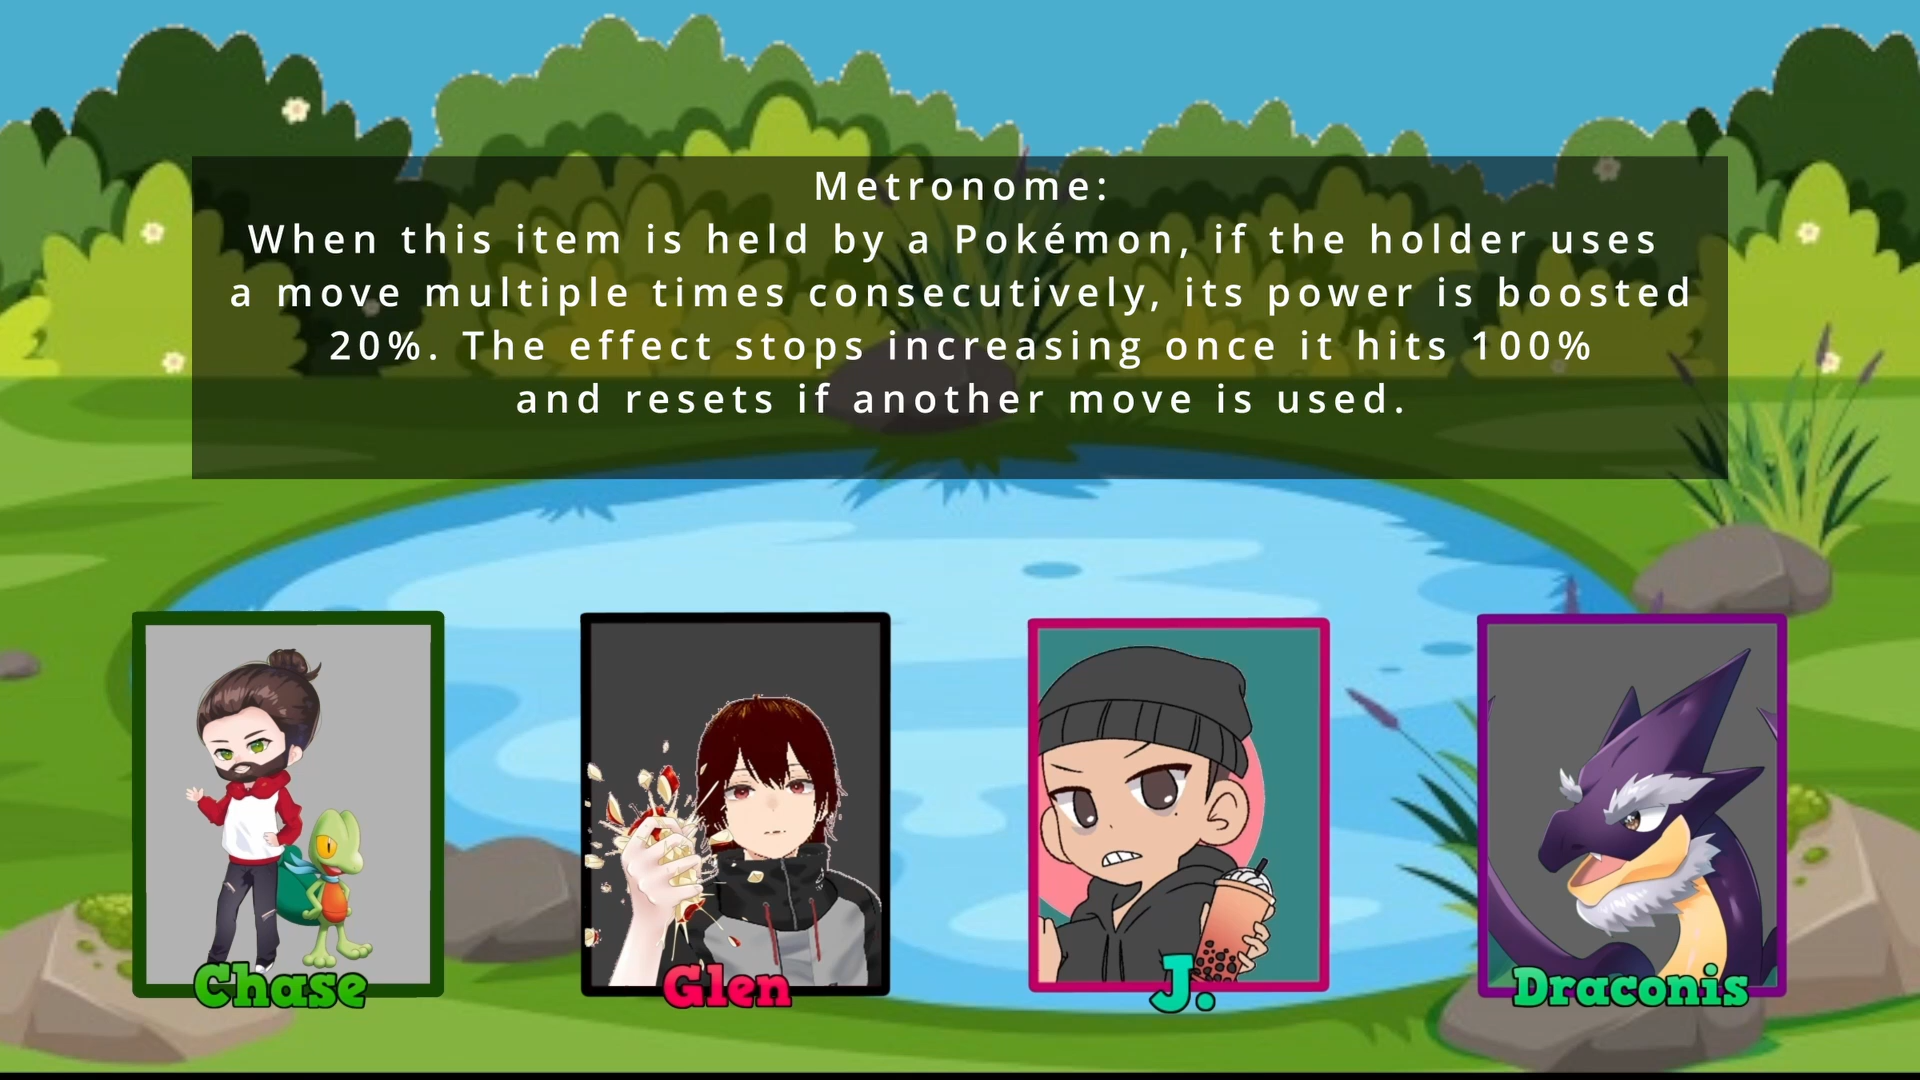 Metronome:
When this item is held by a Pokémon, if the holder uses
a move multiple times consecutively, its power is boosted
20%. The effect stops increasing once it hits 100%
and resets if another move is used.
Chase
Glen
J.
Draconis